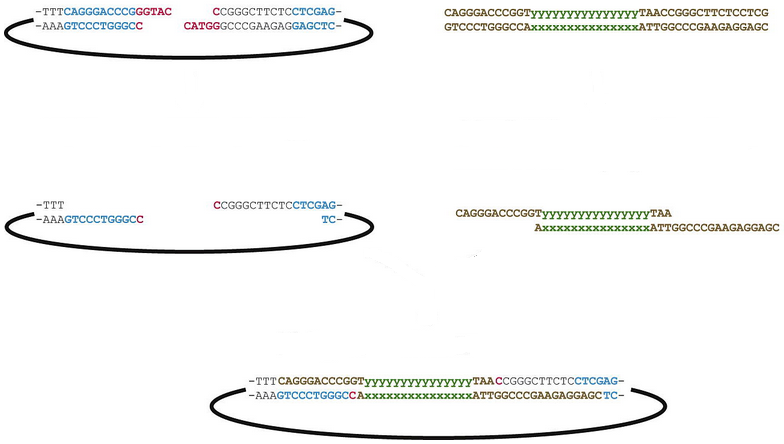 -TTTCAGGGACCCGGGTAC CCGGGCTTCTCCTCGAG-
-AAAGTCCCTGGGCC CATGGGCCCGAAGAGGAGCTC-
CAGGGACCCGGTyyyyyyyyyyyyyyyTAACCGGGCTTCTCCTCG
GTCCCTGGGCCAxxxxxxxxxxxxxxxATTGGCCCGAAGAGGAGC
-TTT CCGGGCTTCTCCTCGAG-
-AAAGTCCCTGGGCC TC-
CAGGGACCCGGTyyyyyyyyyyyyyyyTAA
AxxxxxxxxxxxxxxxATTGGCCCGAAGAGGAGC
-TTTCAGGGACCCGGTyyyyyyyyyyyyyyyTAACCGGGCTTCTCCTCGAG-
-AAAGTCCCTGGGCCAxxxxxxxxxxxxxxxATTGGCCCGAAGAGGAGCTC-